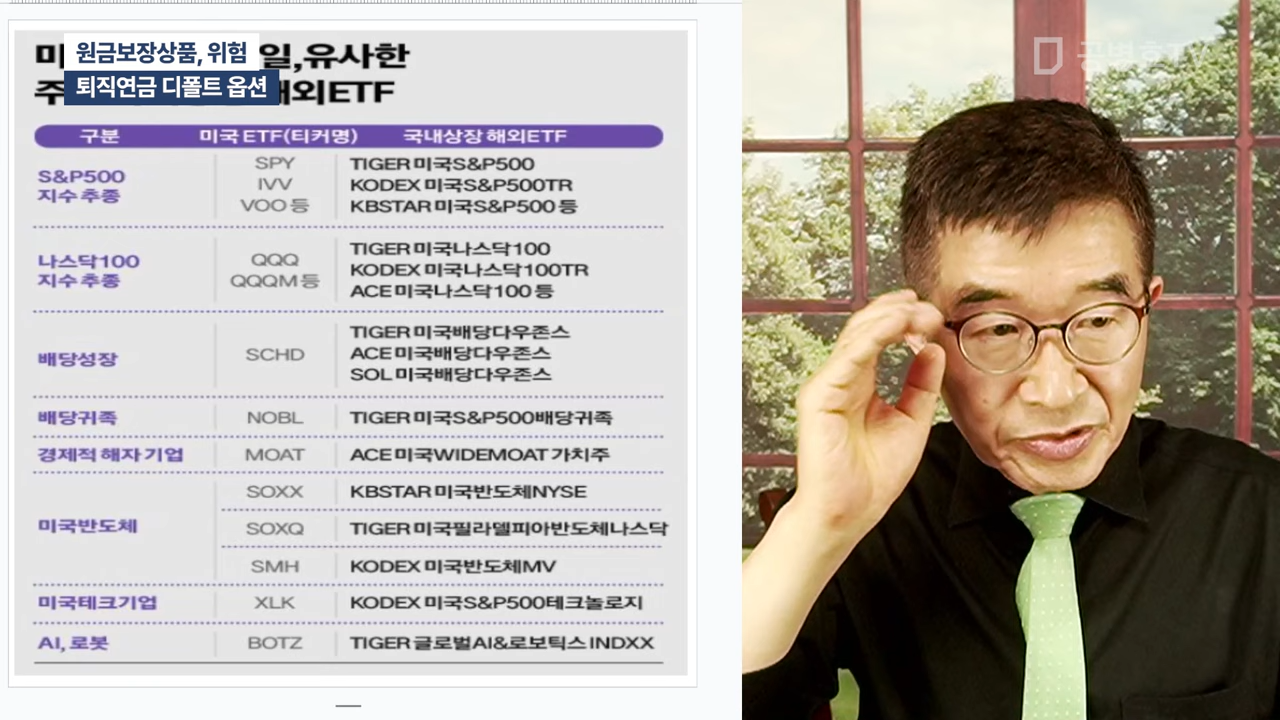 원금보장상품, 위험
퇴직연금 디폴트 옵션
미 일,유사한
주 해외ETF
공병호TV
구분 미국 ETF(티커명) 국내상장 해외ETF
S&P500
지수 추종
SPY TIGER 미국S&P500
IVV KODEX 미국S&P500TR
VOO 등 KBSTAR 미국S&P500 등
나스닥100
지수 추종
QQQ
QQQM 등
TIGER 미국나스닥100
KODEX 미국나스닥100TR
ACE 미국나스닥100 등
배당성장 SCHD
TIGER 미국배당다우존스
ACE 미국배당다우존스
SOL 미국배당다우존스
배당귀족 NOBL TIGER 미국S&P500배당귀족
경제적 해자 기업 MOAT ACE 미국WIDEMOAT 가치주
미국반도체
SOXX KBSTAR 미국반도체NYSE
SOXQ TIGER 미국필라델피아반도체나스닥
SMH KODEX 미국반도체MV
미국테크기업 XLK KODEX 미국S&P500테크놀로지
AI, 로봇 BOTZ TIGER 글로벌AI&로보틱스 INDXX